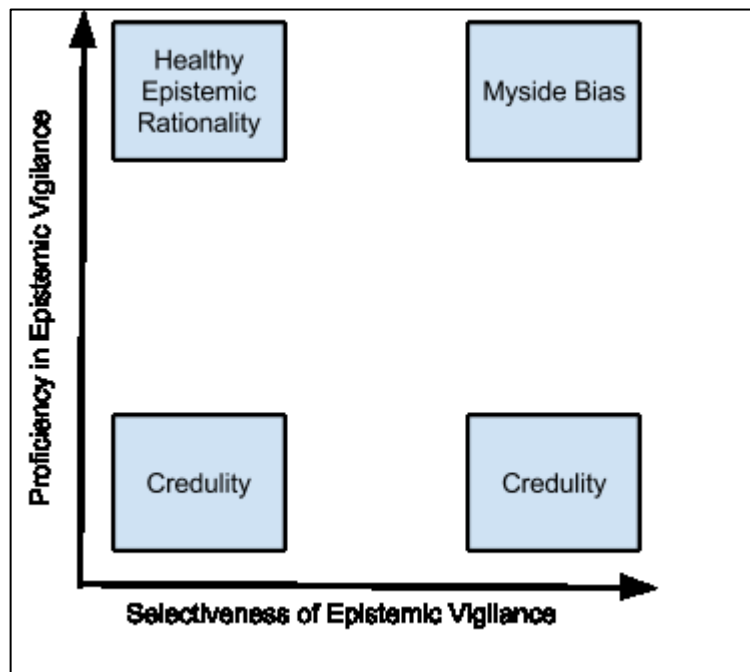 Healthy
Epistemic
Rationality
Myside Bias
Proficiency in Epistemic Vigilance
Credulity
Credulity
Selectiveness of Epistemic Vigilance